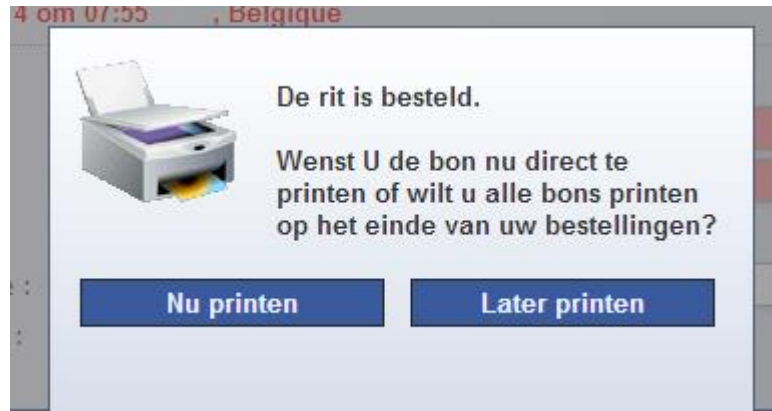 4 om 07:55 , Belgique
De rit is besteld.
Wenst U de bon nu direct te
printen of wilt u alle bons printen
op het einde van uw bestellingen?
e :
:
Nu printen Later printen